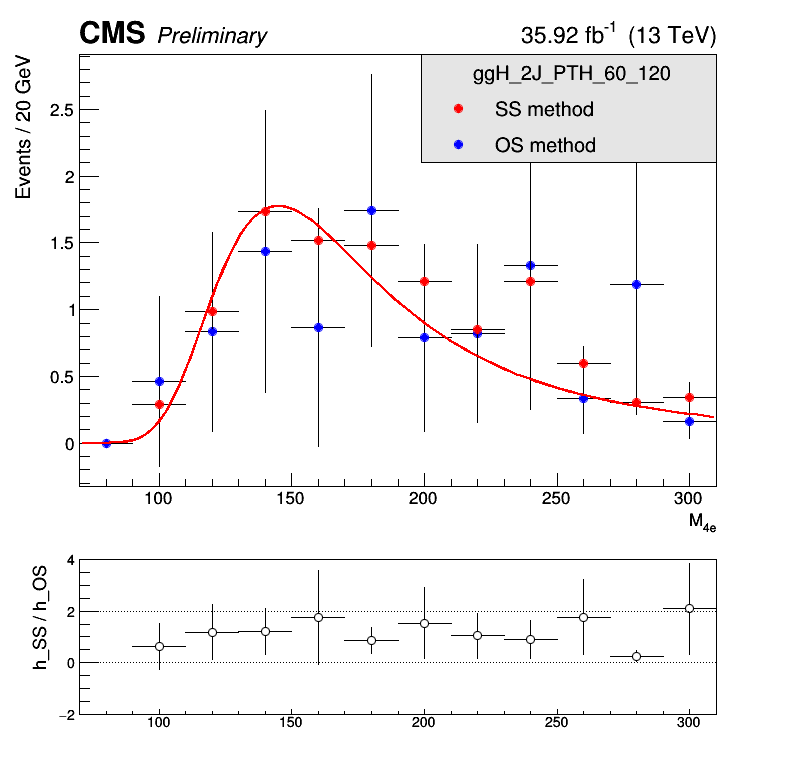 CMS Preliminary 35.92 fb-1 (13 TeV)
Events / 20 GeV
ggH_2J_PTH_60_120
SS method
OS method
2.5
2
1.5
1
0.5
0
100 150 200 250 300
M4e
h_SS / h_OS
4
2
0
−2
100 150 200 250 300